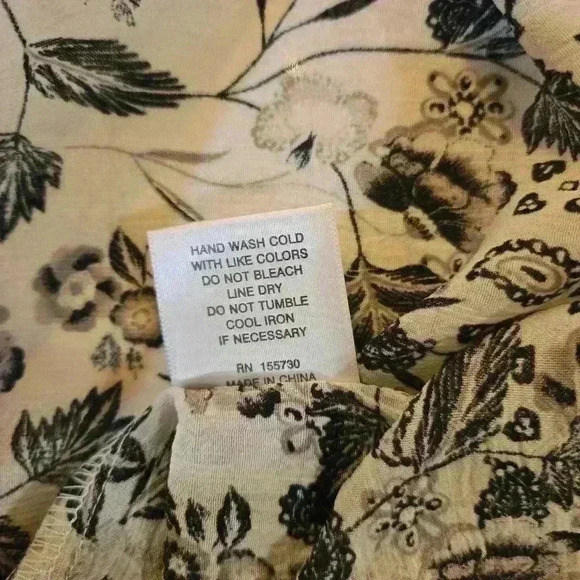 HAND WASH COLD
WITH LIKE COLORS
DO NOT BLEACH
LINE DRY
DO NOT TUMBLE
COOL IRON
IF NECESSARY
RN 155730
MADE IN CHINA